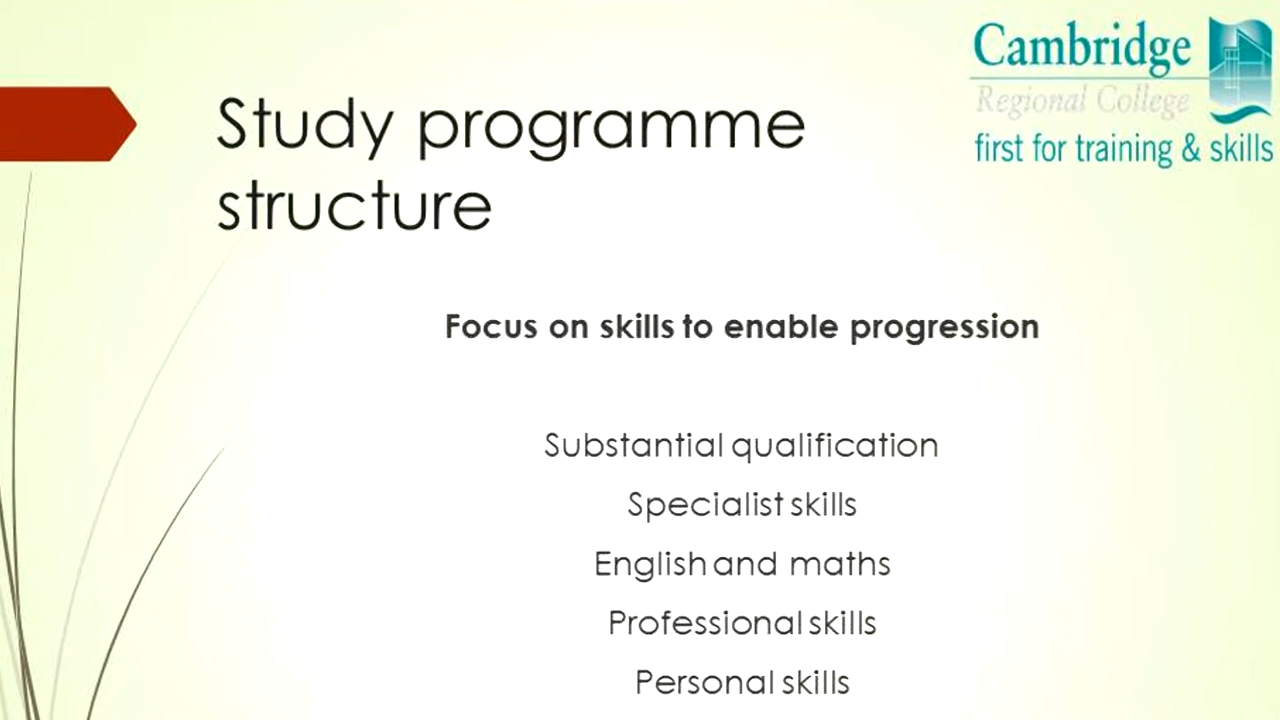 Cambridge
Regional College
first for training & skills
Study programme
structure
Focus on skills to enable progression
Substantial qualification
Specialist skills
English and maths
Professional skills
Personal skills